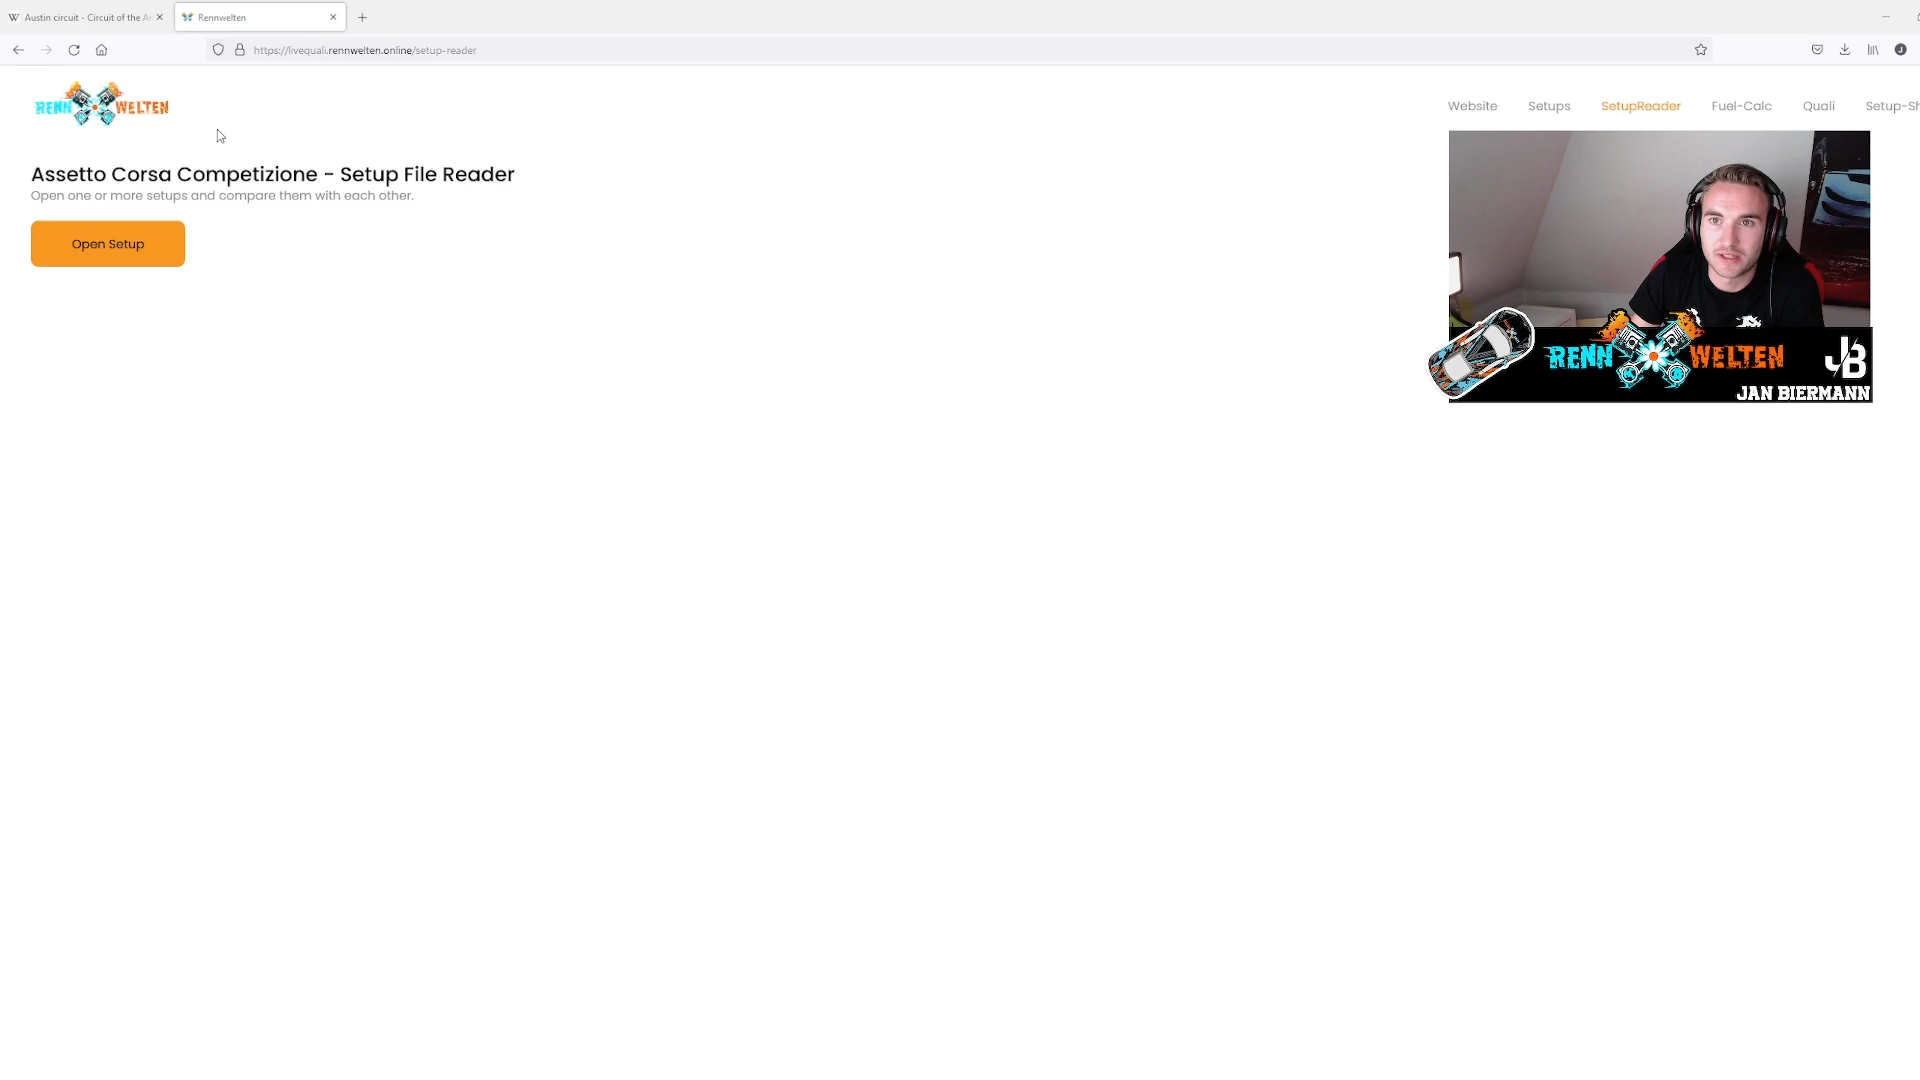 Austin circuit - Circuit of the A
Rennwelten
https://livequali.rennwelten.online/setup-reader
J
RENN WELTEN
Website
Setups
SetupReader
Fuel-Calc
Quali
Setup-Sh
Assetto Corsa Competizione - Setup File Reader
Open one or more setups and compare them with each other.
Open Setup
RENN WELTEN
JB
JAN BIERMANN